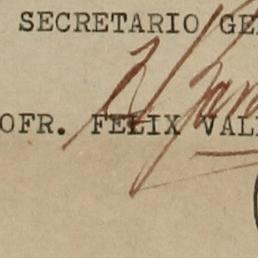 SECRETARIO GE
OFR. FELIX VAL